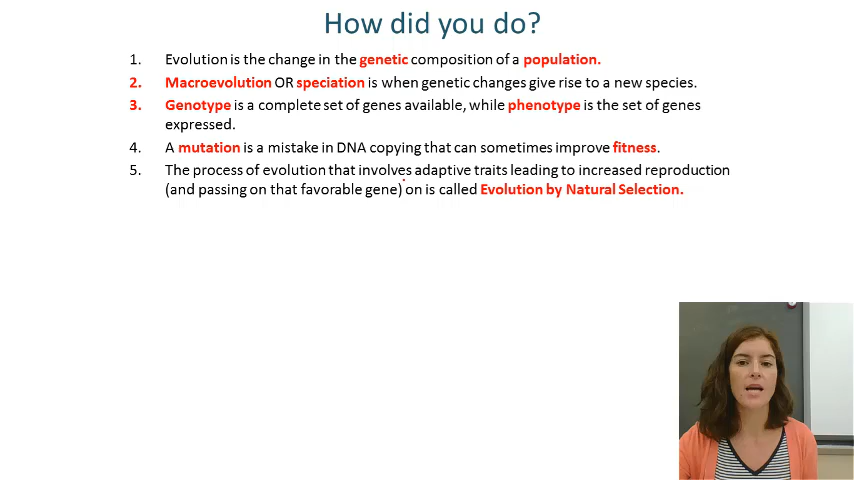 How did you do?
1. Evolution is the change in the genetic composition of a population.
2. Macroevolution OR speciation is when genetic changes give rise to a new species.
3. Genotype is a complete set of genes available, while phenotype is the set of genes
expressed.
4. A mutation is a mistake in DNA copying that can sometimes improve fitness.
5. The process of evolution that involves adaptive traits leading to increased reproduction
(and passing on that favorable gene) on is called Evolution by Natural Selection.